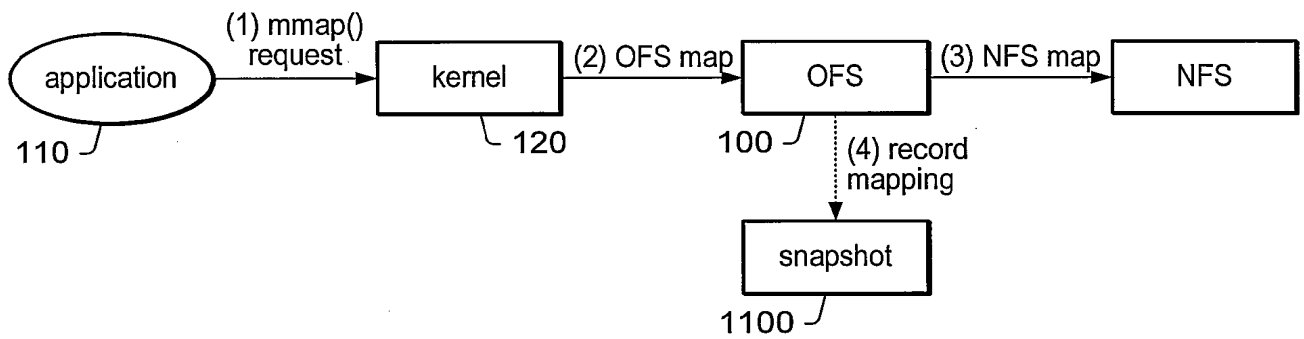 (1) mmap()
request
application
kernel
(2) OFS map
OFS
(3) NFS map
NFS
110
120
100
(4) record
mapping
snapshot
1100